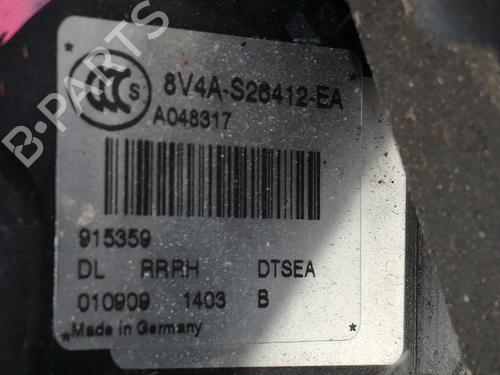 B-PARTS
S
8V4A-S26412-EA
A048317
915359
DL RRRH DTSEA
010909 1403 B
Made in Germany